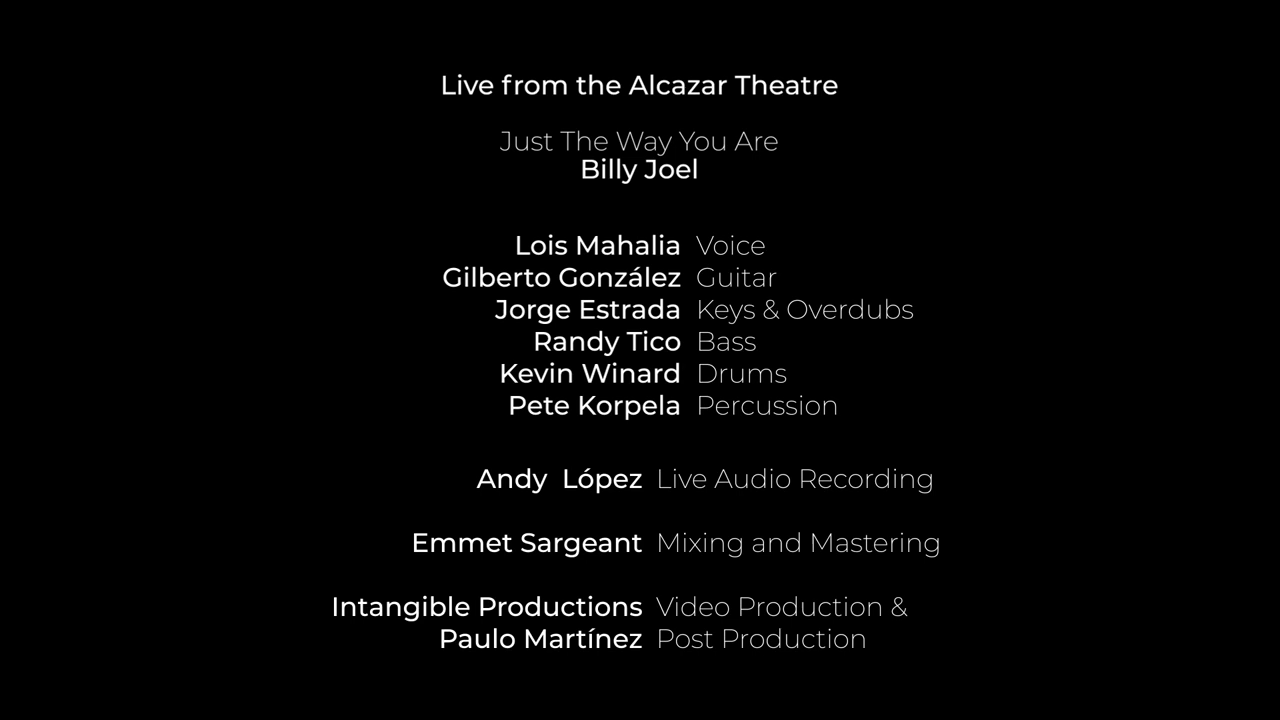 Live from the Alcazar Theatre
Just The Way You Are
Billy Joel
Lois Mahalia Voice
Gilberto González Guitar
Jorge Estrada Keys & Overdubs
Randy Tico Bass
Kevin Winard Drums
Pete Korpela Percussion
Andy López Live Audio Recording
Emmet Sargeant Mixing and Mastering
Intangible Productions Video Production &
Paulo Martínez Post Production